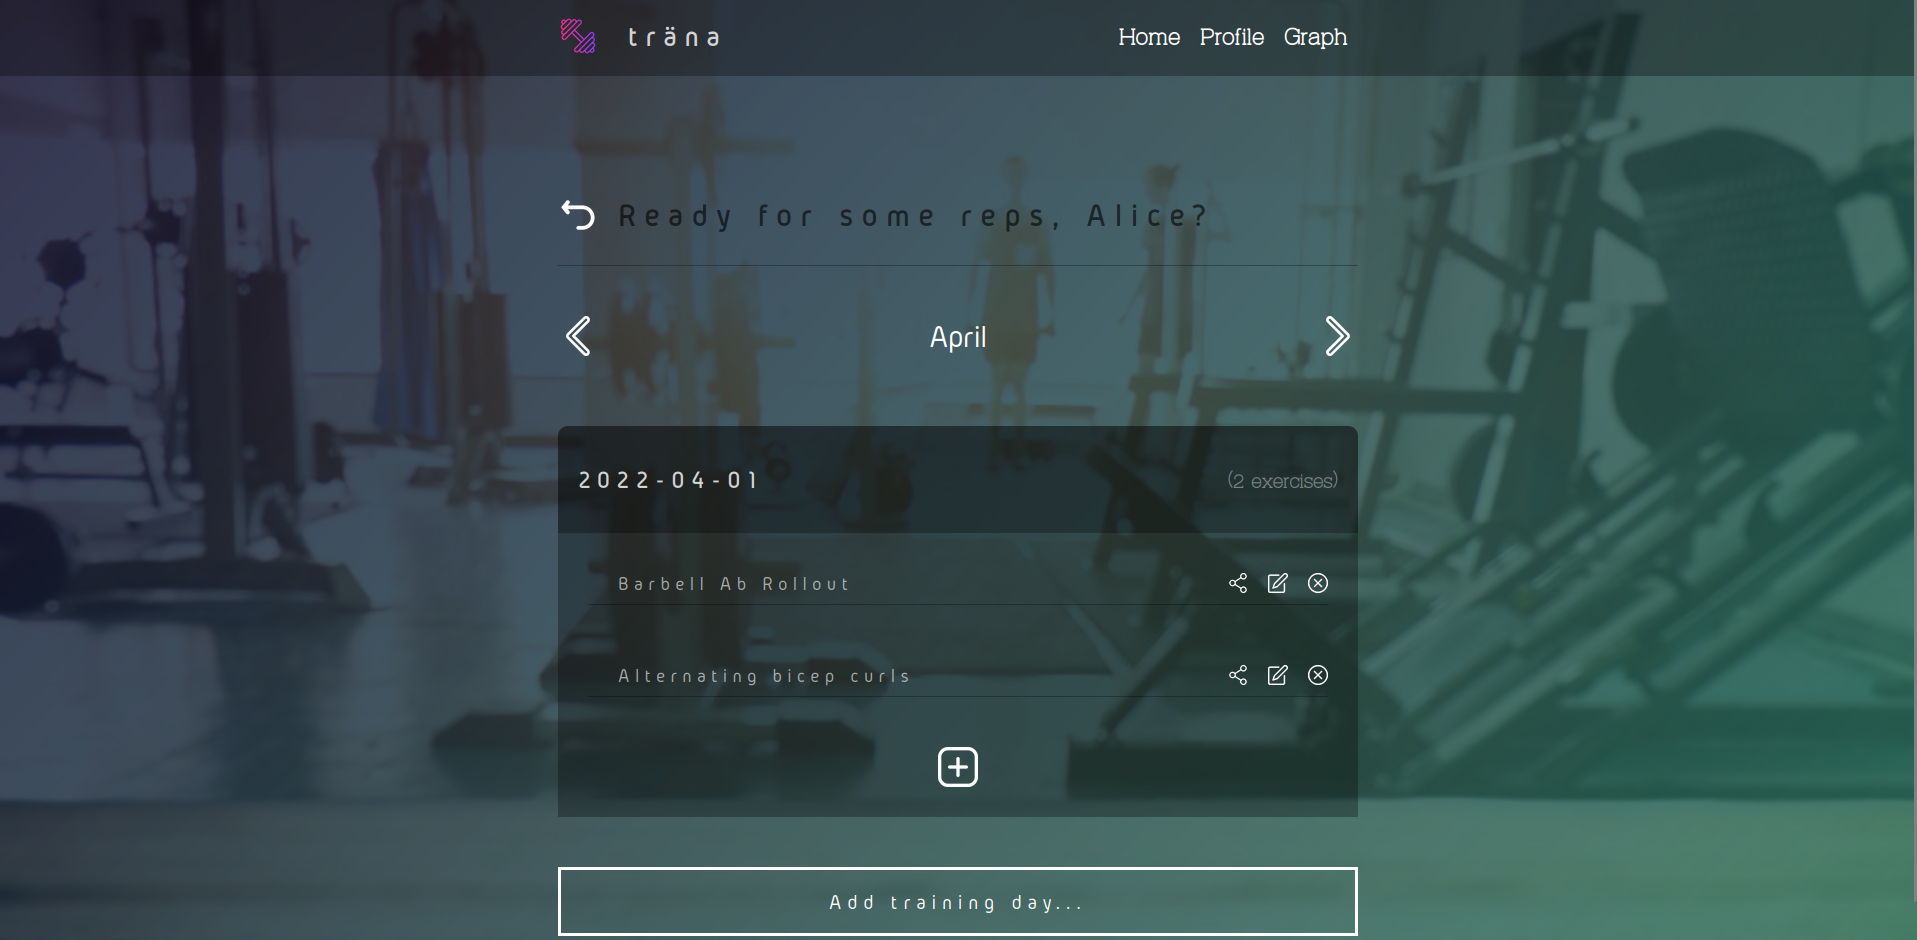 träna
Home Profile Graph
Ready for some reps, Alice?
April
2022-04-01 (2 exercises)
Barbell Ab Rollout
Alternating bicep curls
Add training day...